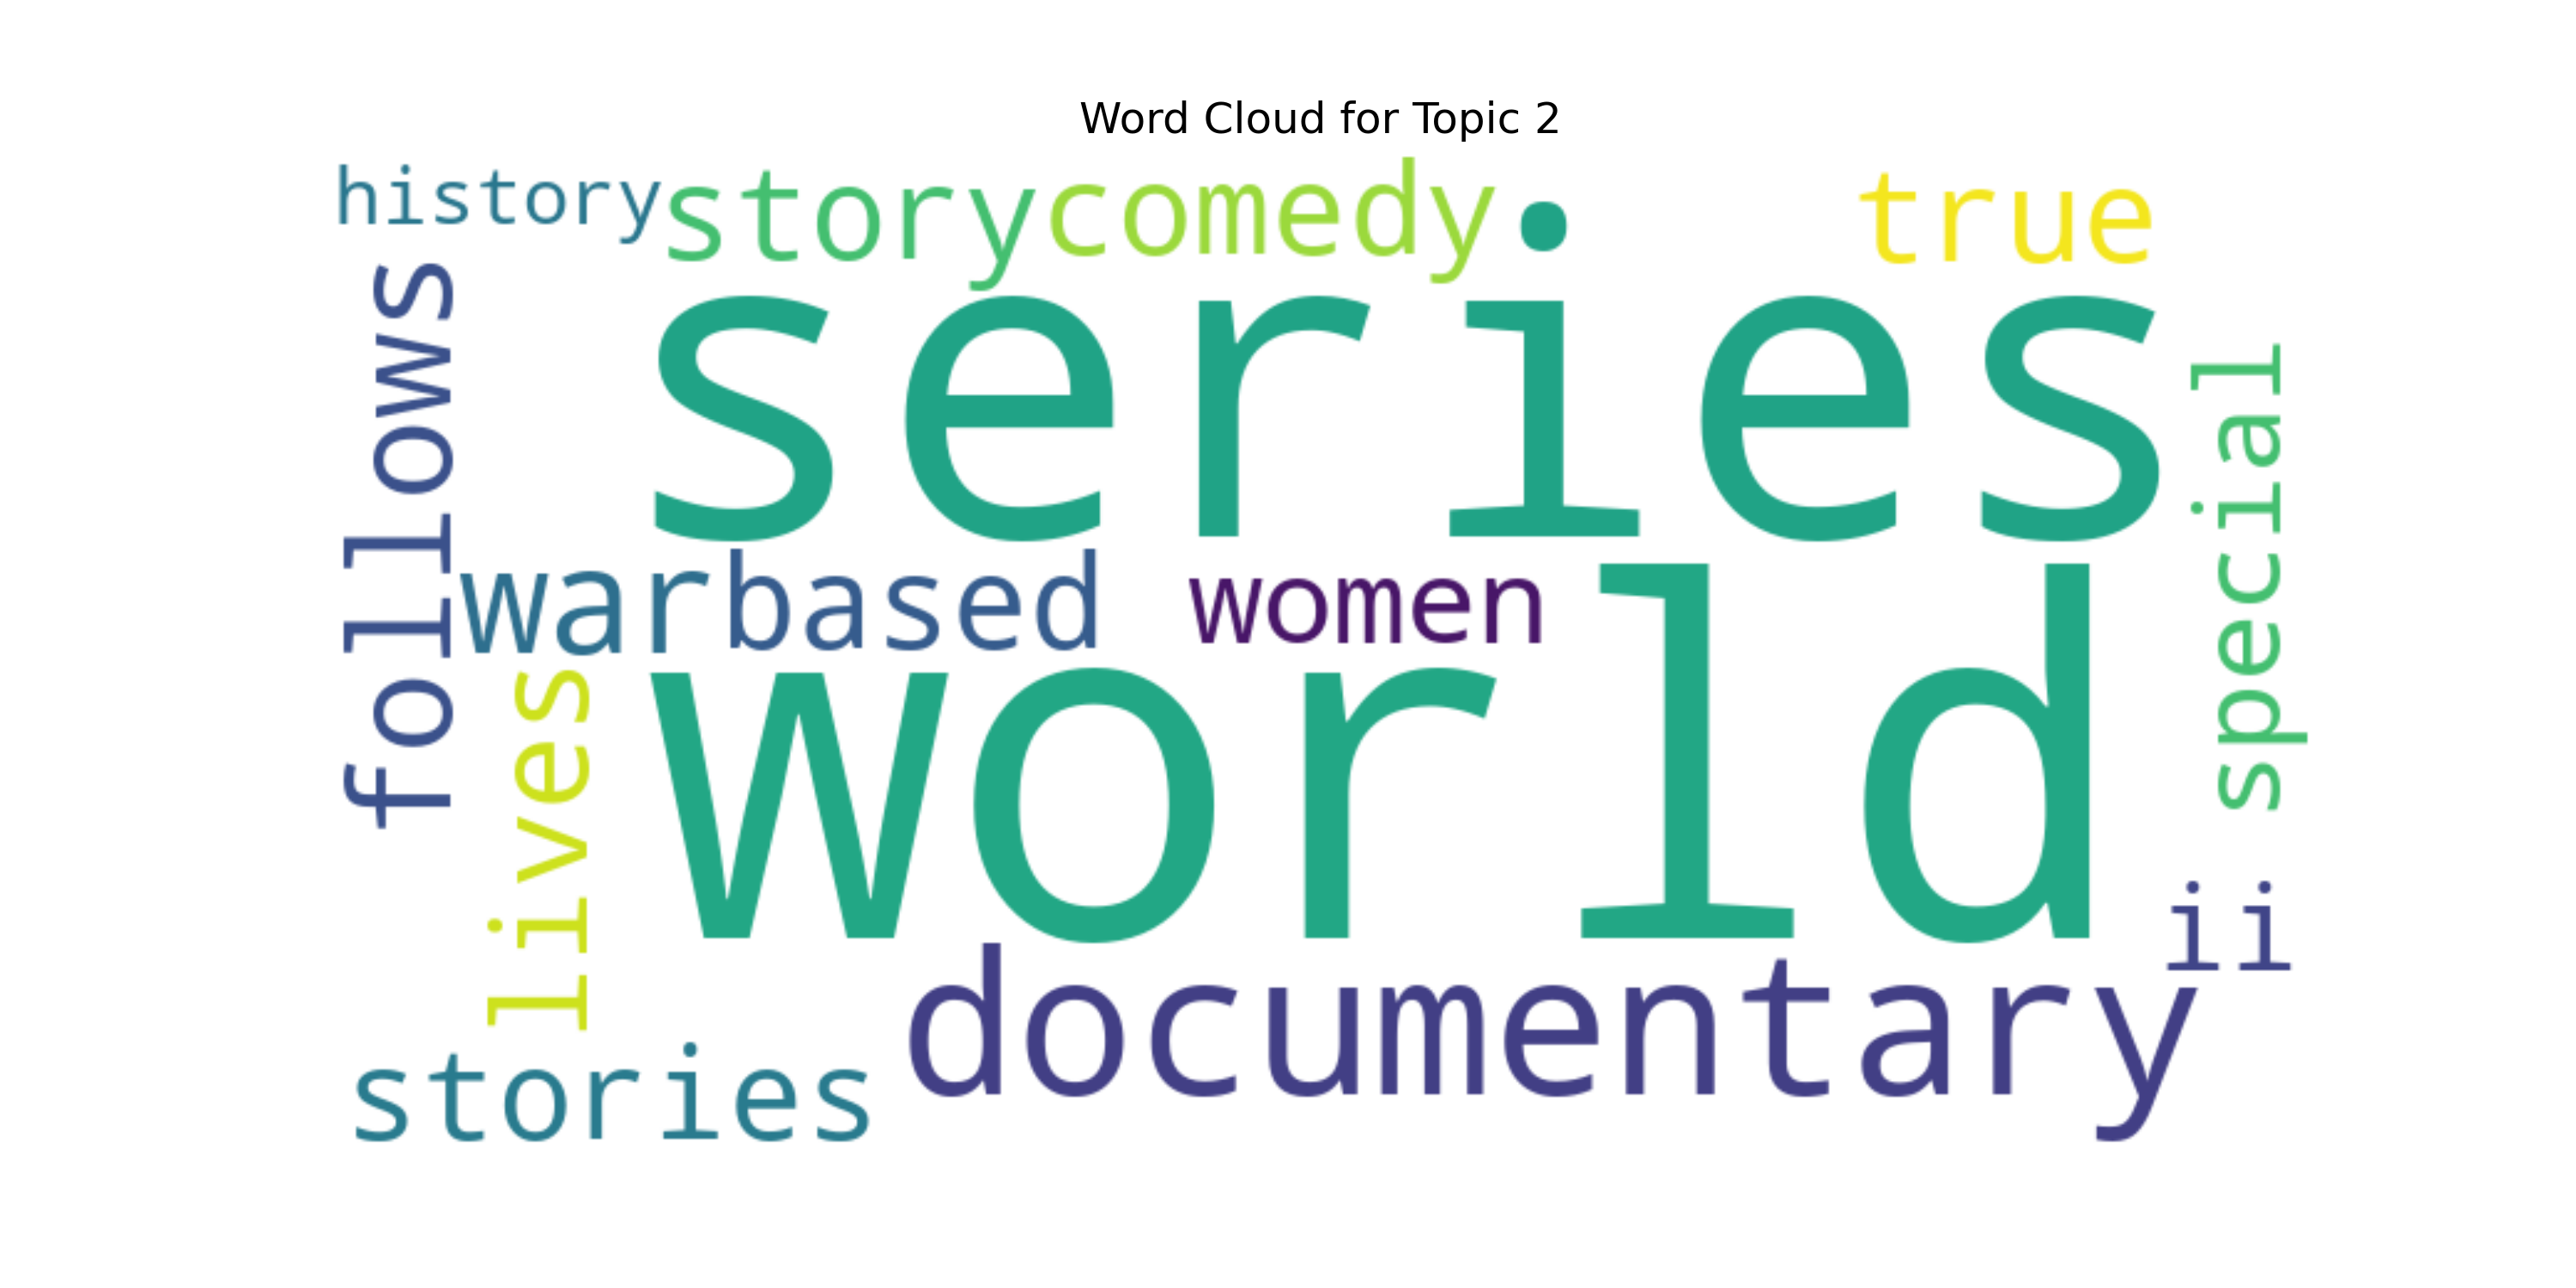 Word Cloud for Topic 2
history
story
comedy
true
series
follows
special
war
based
women
world
lives
ii
documentary
stories